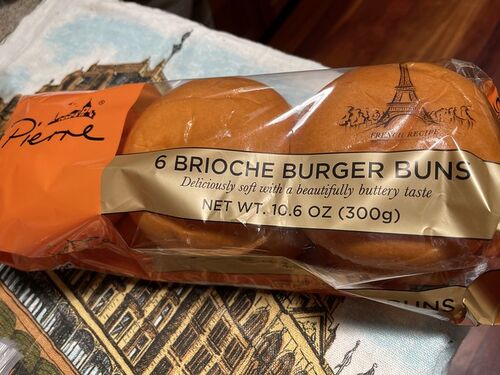 Pierre
®
FRENCH RECIPE
6 BRIOCHE BURGER BUNS
Deliciously soft with a beautifully buttery taste
NET WT. 10.6 OZ (300g)
BUNS